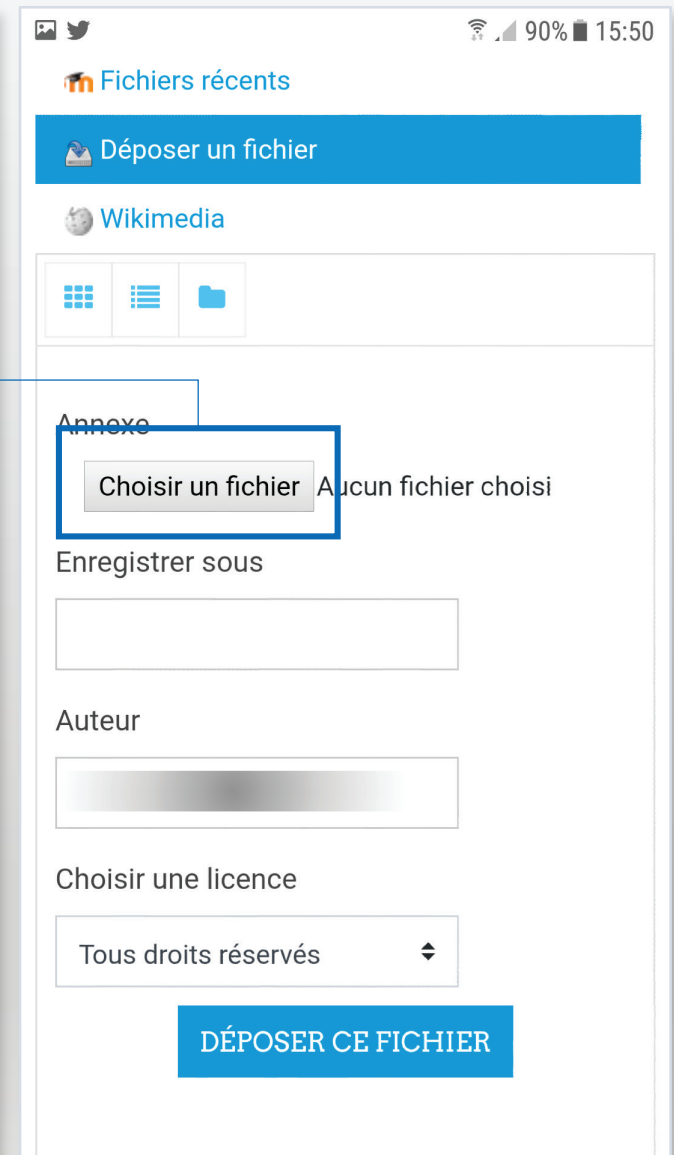 90% 15:50
Fichiers récents
Déposer un fichier
Wikimedia
Annexe
Choisir un fichier Aucun fichier choisi
Enregistrer sous
Auteur
Choisir une licence
Tous droits réservés
DÉPOSER CE FICHIER